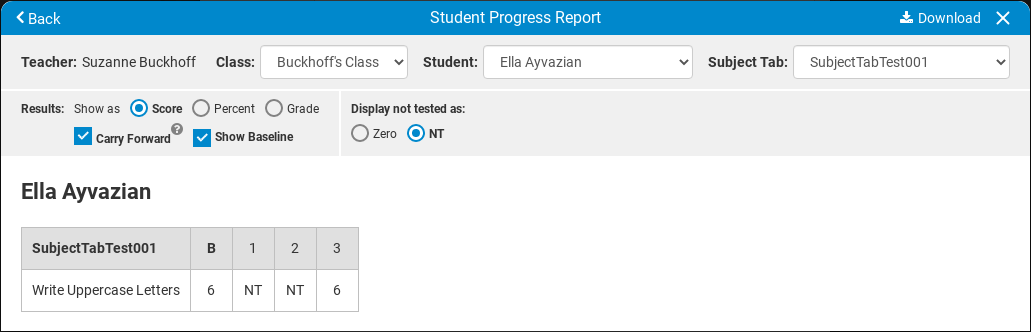 Back Student Progress Report Download
Teacher: Suzanne Buckhoff Class: Buckhoff's Class Student: Ella Ayvazian Subject Tab: SubjectTabTest001
Results: Show as Score Percent Grade Display not tested as:
Carry Forward ? Show Baseline Zero NT
Ella Ayvazian
SubjectTabTest001 B 1 2 3
Write Uppercase Letters 6 NT NT 6